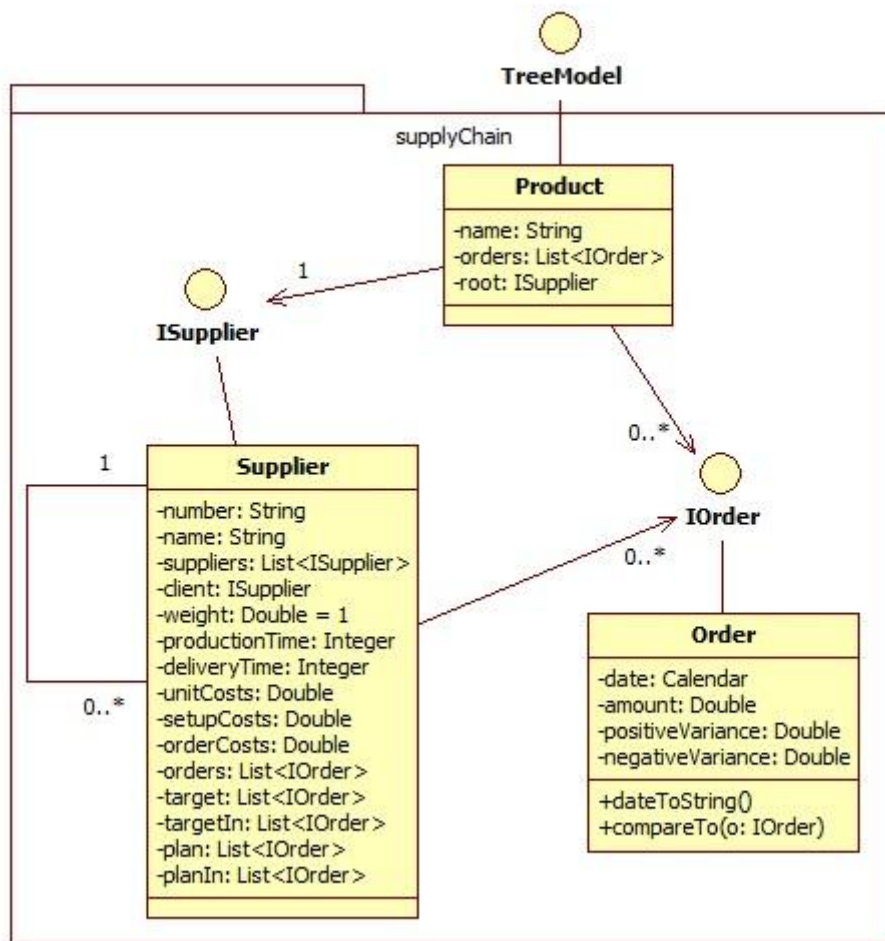 TreeModel
supplyChain
Product
-name: String
-orders: List<IOrder>
-root: ISupplier
1
ISupplier
0..*
IOrder
0..*
1
Supplier
-number: String
-name: String
-suppliers: List<ISupplier>
-client: ISupplier
-weight: Double = 1
-productionTime: Integer
-deliveryTime: Integer
-unitCosts: Double
-setupCosts: Double
-orderCosts: Double
-orders: List<IOrder>
-target: List<IOrder>
-targetIn: List<IOrder>
-plan: List<IOrder>
-planIn: List<IOrder>
0..*
Order
-date: Calendar
-amount: Double
-positiveVariance: Double
-negativeVariance: Double
+dateToString()
+compareTo(o: IOrder)